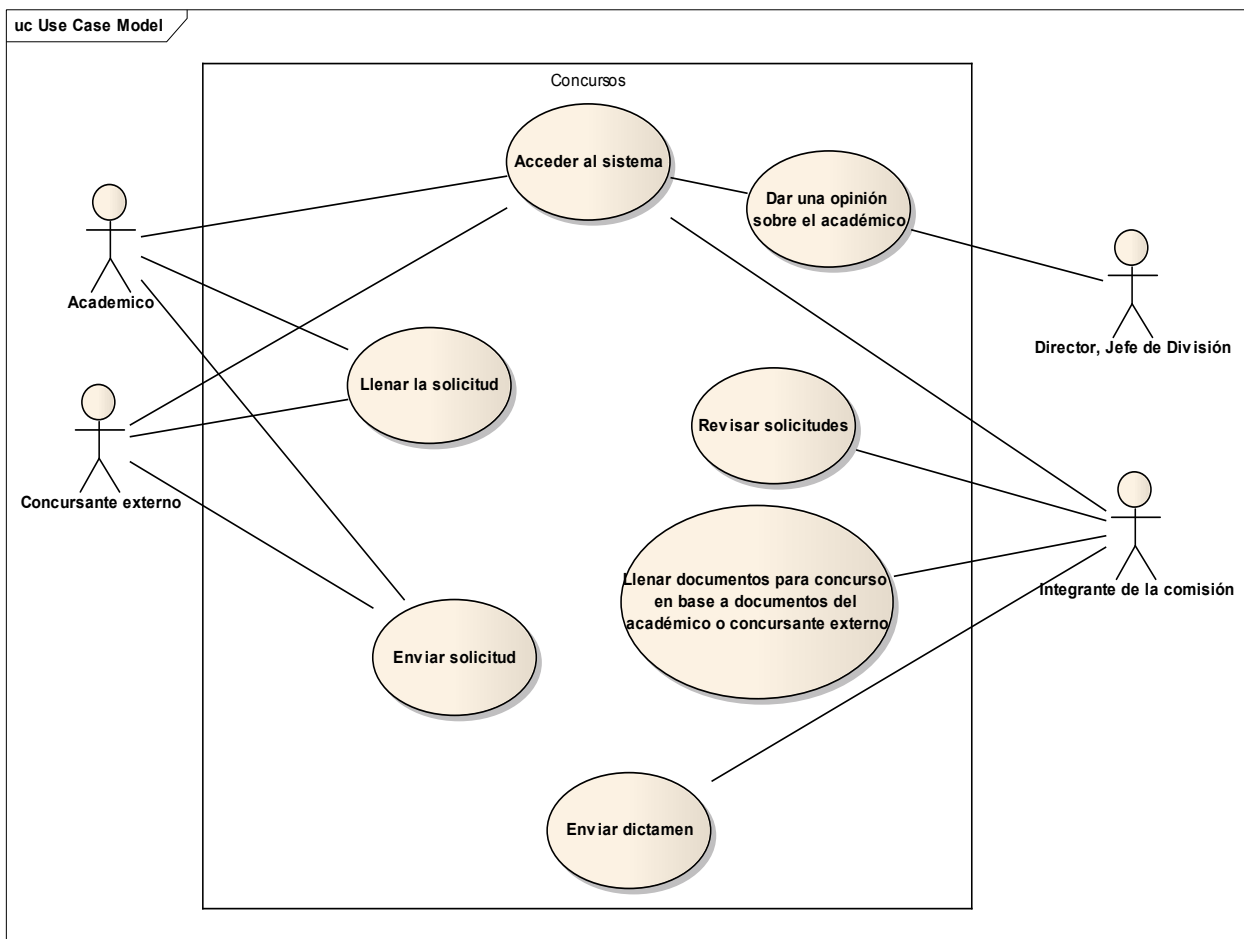 uc Use Case Model
Concursos
Acceder al sistema
Dar una opinión
sobre el académico
Academico
Director, Jefe de División
Llenar la solicitud
Revisar solicitudes
Concursante externo
Llenar documentos para concurso
en base a documentos del
académico o concursante externo
Integrante de la comisión
Enviar solicitud
Enviar dictamen